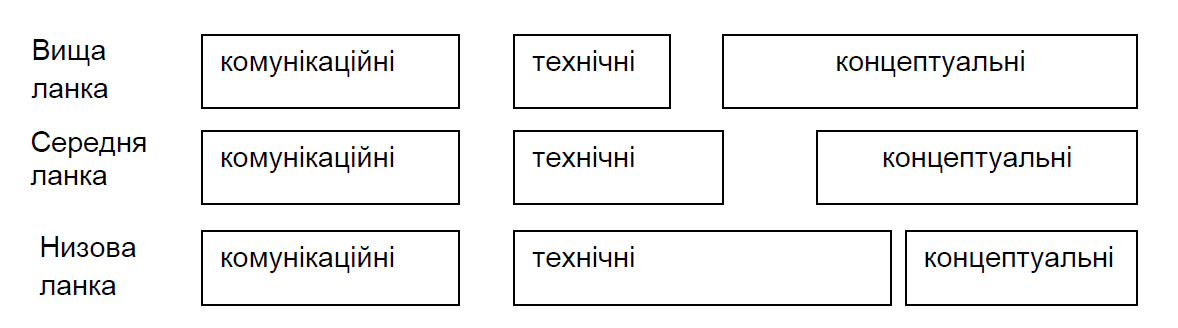 Вища
ланка
комунікаційні
технічні
концептуальні
Середня
ланка
комунікаційні
технічні
концептуальні
Низова
ланка
комунікаційні
технічні
концептуальні